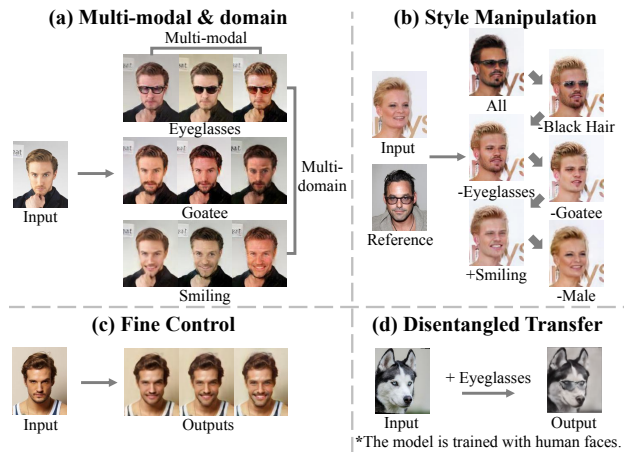 (a) Multi-modal & domain
Multi-modal
Eyeglasses
Input
Goatee
Multi-
domain
Smiling
(b) Style Manipulation
Input
Reference
All
-Black Hair
-Eyeglasses
-Goatee
+Smiling
-Male
(c) Fine Control
Input
Outputs
(d) Disentangled Transfer
+ Eyeglasses
Input
Output
*The model is trained with human faces.